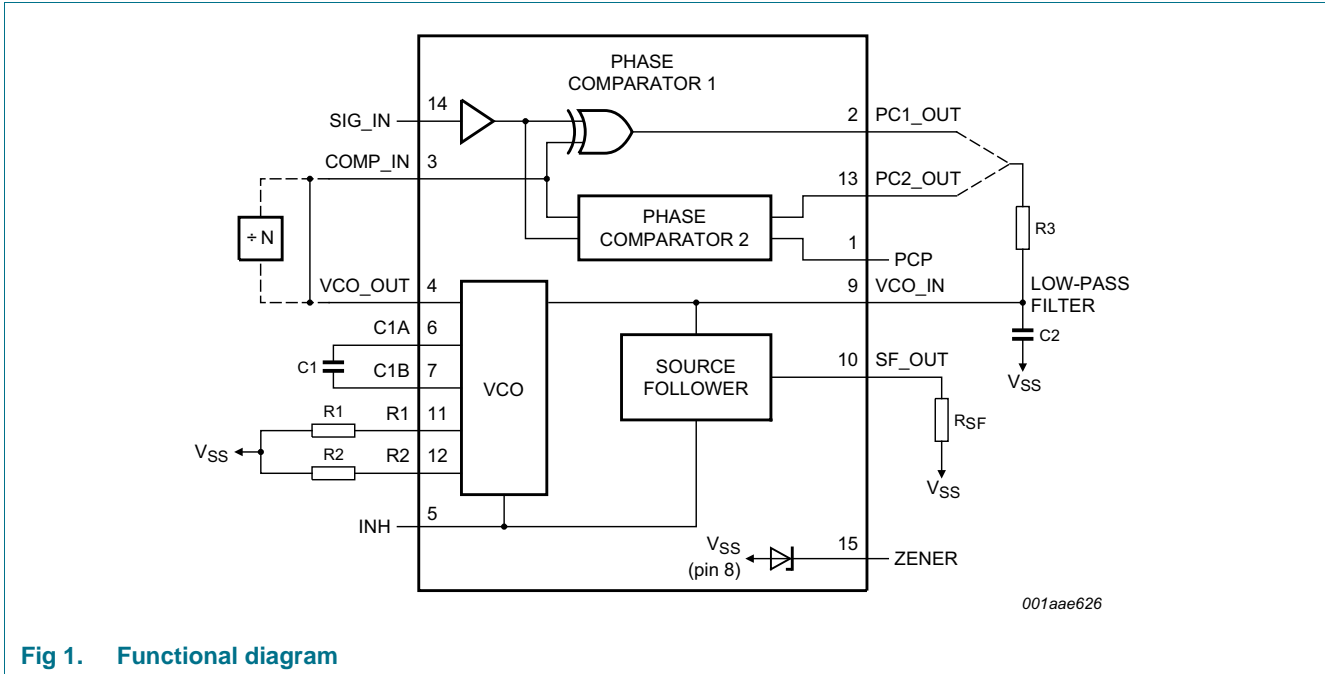 PHASE
COMPARATOR 1
14
SIG_IN
2 PC1_OUT
COMP_IN 3
13 PC2_OUT
PHASE
COMPARATOR 2
R3
÷ N
1
PCP
VCO_OUT 4
9 VCO_IN
LOW-PASS
FILTER
C1A 6
C2
C1
SOURCE
FOLLOWER
10 SF_OUT
C1B 7
VCO
VSS
R1 R1 11
RSF
VSS
R2 R2 12
VSS
INH 5
VSS
(pin 8)
15
ZENER
001aae626
Fig 1. Functional diagram